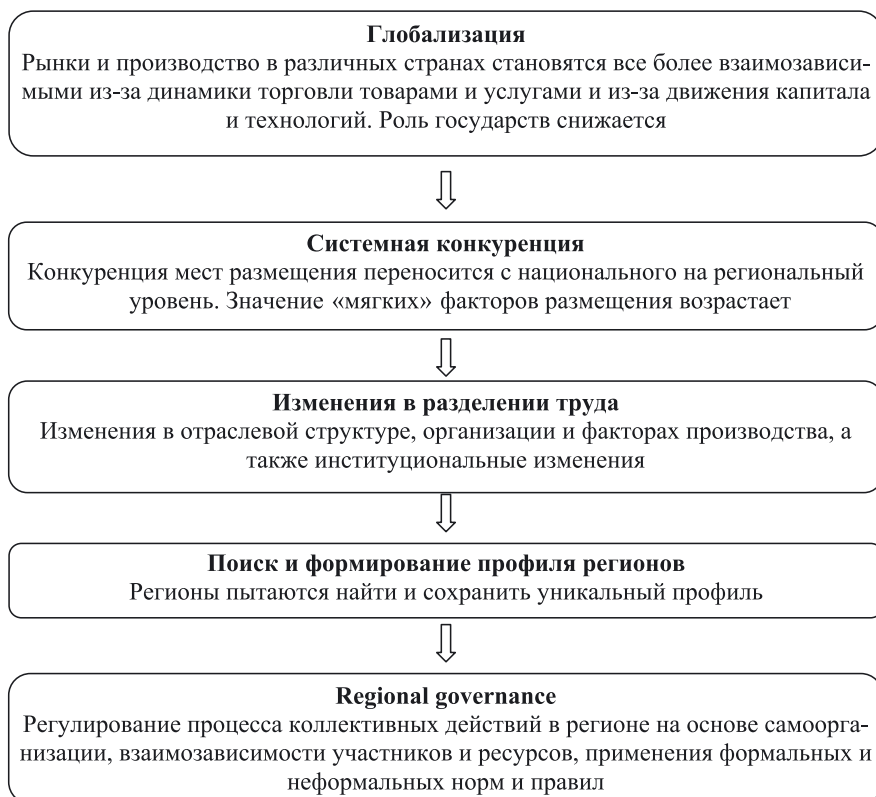 Глобализация
Рынки и производство в различных странах становятся все более взаимозависи-
мыми из-за динамики торговли товарами и услугами и из-за движения капитала
и технологий. Роль государств снижается
Системная конкуренция
Конкуренция мест размещения переносится с национального на региональный
уровень. Значение «мягких» факторов размещения возрастает
Изменения в разделении труда
Изменения в отраслевой структуре, организации и факторах производства, а
также институциональные изменения
Поиск и формирование профиля регионов
Регионы пытаются найти и сохранить уникальный профиль
Regional governance
Регулирование процесса коллективных действий в регионе на основе самоорга-
низации, взаимозависимости участников и ресурсов, применения формальных и
неформальных норм и правил